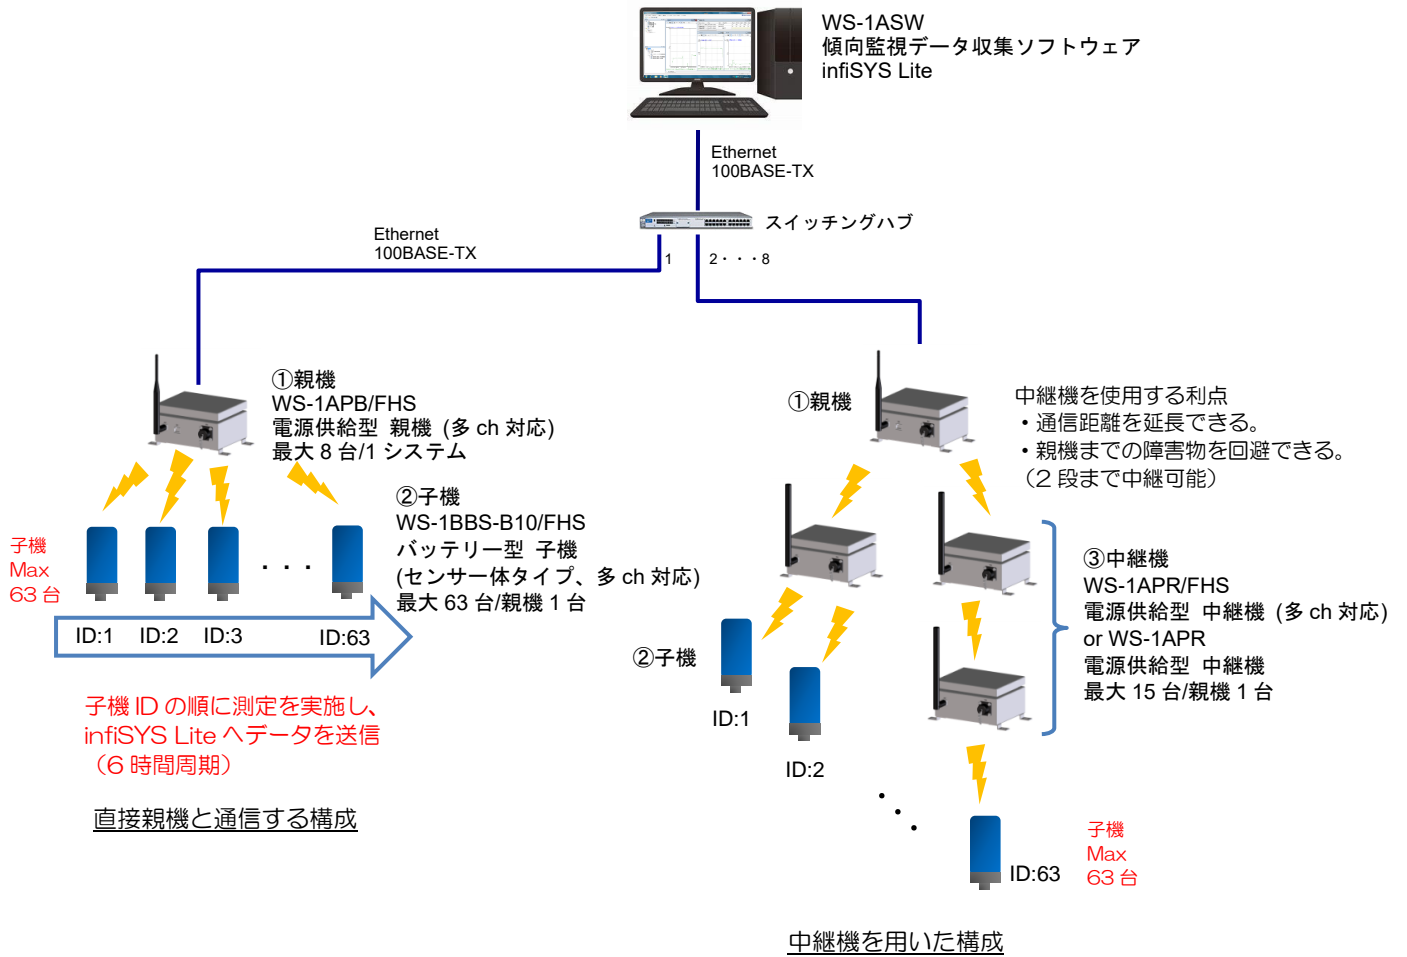 WS-1ASW
傾向監視データ収集ソフトウェア
infiSYS Lite
Ethernet
100BASE-TX
スイッチングハブ
Ethernet
100BASE-TX
1
2・・・8
①親機
WS-1APB/FHS
電源供給型 親機 (多 ch 対応)
最大 8 台/1 システム
②子機
WS-1BBS-B10/FHS
バッテリー型 子機
(センサー体タイプ、多 ch 対応)
最大 63 台/親機 1 台
子機
Max
63 台
・・・
ID:1
ID:2
ID:3
ID:63
子機 ID の順に測定を実施し、
infiSYS Lite へデータを送信
（6 時間周期）
直接親機と通信する構成
①親機
中継機を使用する利点
・通信距離を延長できる。
・親機までの障害物を回避できる。
（2 段まで中継可能）
③中継機
WS-1APR/FHS
電源供給型 中継機 (多 ch 対応)
or WS-1APR
電源供給型 中継機
最大 15 台/親機 1 台
②子機
ID:1
ID:2
・・・
ID:63
子機
Max
63 台
中継機を用いた構成